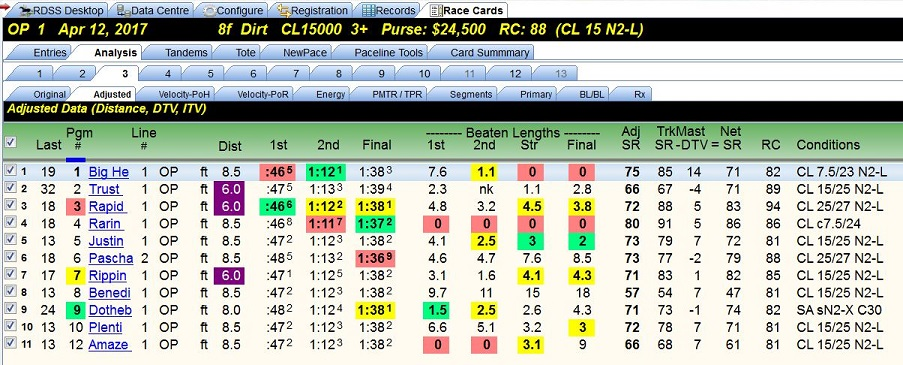 RDSS Desktop Data Centre Configure Registration Records Race Cards
OP 1 Apr 12, 2017 8f Dirt CL15000 3+ Purse: $24,500 RC: 88 (CL 15 N2-L)
Entries Analysis Tandems Tote NewPace Paceline Tools Card Summmary
1 2 3 4 5 6 7 8 9 10 11 12 13
Original Adjusted Velocity-PoH Velocity-PoR Energy PMTR / TPR Segments Primary BL/BL Rx
Adjusted Data (Distance, DTV, ITV)
Pgm Line -------- Beaten Lengths -------- Adj TrkMast Net
Last # # Dist 1st 2nd Final 1st 2nd Str Final SR SR -DTV = SR RC Conditions
1 19 1 Big He 1 OP ft 8.5 :46⁶ 1:12¹ 1:38³ 7.6 1.1 0 0 75 85 14 71 82 CL 7.5/23 N2-L
2 32 2 Trust 1 OP ft 6.0 :47⁵ 1:13³ 1:39⁴ 2.3 nk 1.1 2.8 66 67 -4 71 89 CL 15/25 N2-L
3 18 3 Rapid 1 OP ft 6.0 :46⁶ 1:12² 1:38¹ 4.8 3.2 4.5 3.8 72 88 5 83 94 CL 25/27 N2-L
4 18 4 Rarin 1 OP ft 8.5 :46⁸ 1:11⁷ 1:37² 0 0 0 0 80 91 5 86 86 CL c7.5/24
5 13 5 Justin 1 OP ft 8.5 :47² 1:12³ 1:38² 4.1 2.5 3 2 73 79 7 72 81 CL 15/25 N2-L
6 18 6 Pascha 2 OP ft 8.5 :48⁵ 1:13² 1:36⁹ 4.6 4.7 7.6 8.5 73 77 -2 79 88 CL 25/27 N2-L
7 17 7 Rippin 1 OP ft 6.0 :47¹ 1:12⁵ 1:38² 3.1 1.6 4.1 4.3 71 83 1 82 85 CL 15/25 N2-L
8 13 8 Benedi 1 OP ft 8.5 :47² 1:12³ 1:38² 9.7 11 15 18 57 54 7 47 81 CL 15/25 N2-L
9 24 9 Dotheb 1 OP ft 8.0 :48² 1:12⁴ 1:38¹ 1.5 2.5 2.6 4.3 71 73 -1 74 82 SA sN2-X C30
10 13 10 Plenti 1 OP ft 8.5 :47² 1:12³ 1:38² 6.6 5.1 3.2 3 72 78 7 71 81 CL 15/25 N2-L
11 13 12 Amaze 1 OP ft 8.5 :47² 1:12³ 1:38² 0 0 3.1 9 66 68 7 61 81 CL 15/25 N2-L